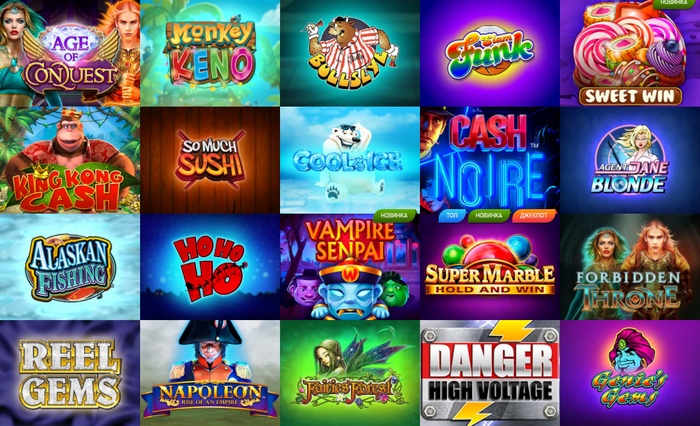 НОВИНКА
AGE
OF
CONQUEST
MONKEY
KENO
BULLSEYE
Funk
SWEET WIN
KING KONG
CASH
SO MUCH
SUSHI
COOL AS ICE
CASH
NOIRE
AGENT JANE
BLONDE
НОВИНКА
ТОП
НОВИНКА
ДЖЕКПОТ
ALASKAN
FISHING
HO HO
HO
VAMPIRE
SENPAI
SUPER MARBLE
HOLD AND WIN
FORBIDDEN
THRONE
REEL
GEMS
NAPOLEON
RISE OF AN EMPIRE
Fairies Forest
DANGER
HIGH VOLTAGE
Genie's
Gems